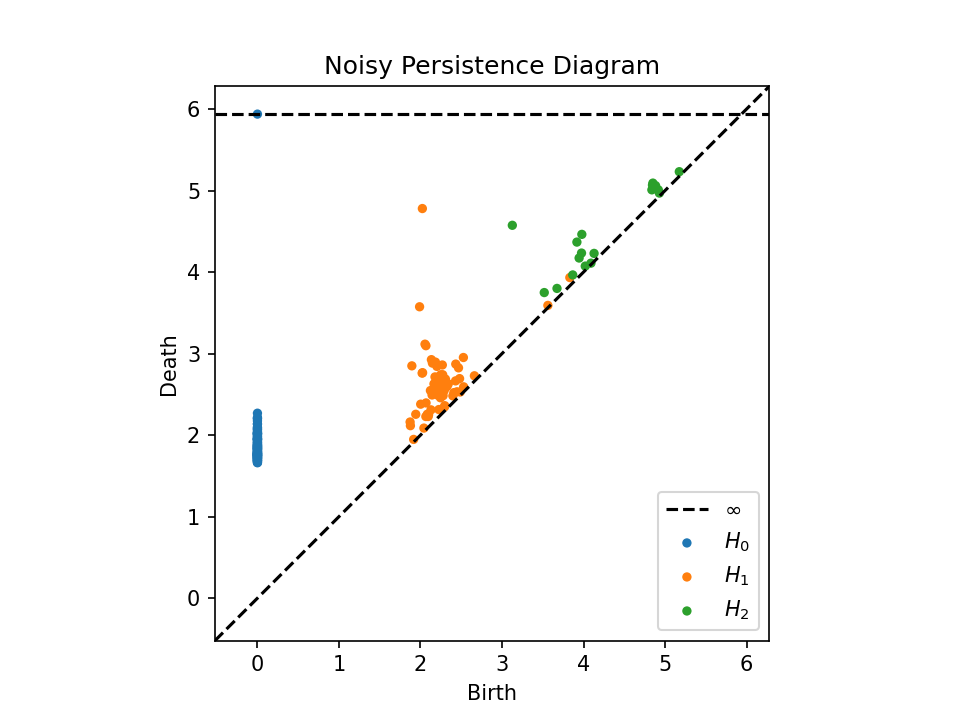 Noisy Persistence Diagram
Death
6
5
4
3
2
1
0
∞
H₀
H₁
H₂
0 1 2 3 4 5 6
Birth